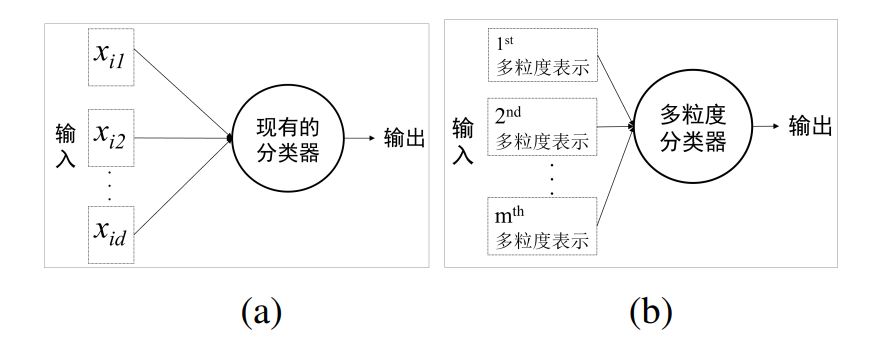 x_{i1}
输入
x_{i2}
x_{id}
现有的
分类器
输出
(a)
1^{st}
多粒度表示
输入
2^{nd}
多粒度表示
m^{th}
多粒度表示
多粒度
分类器
输出
(b)